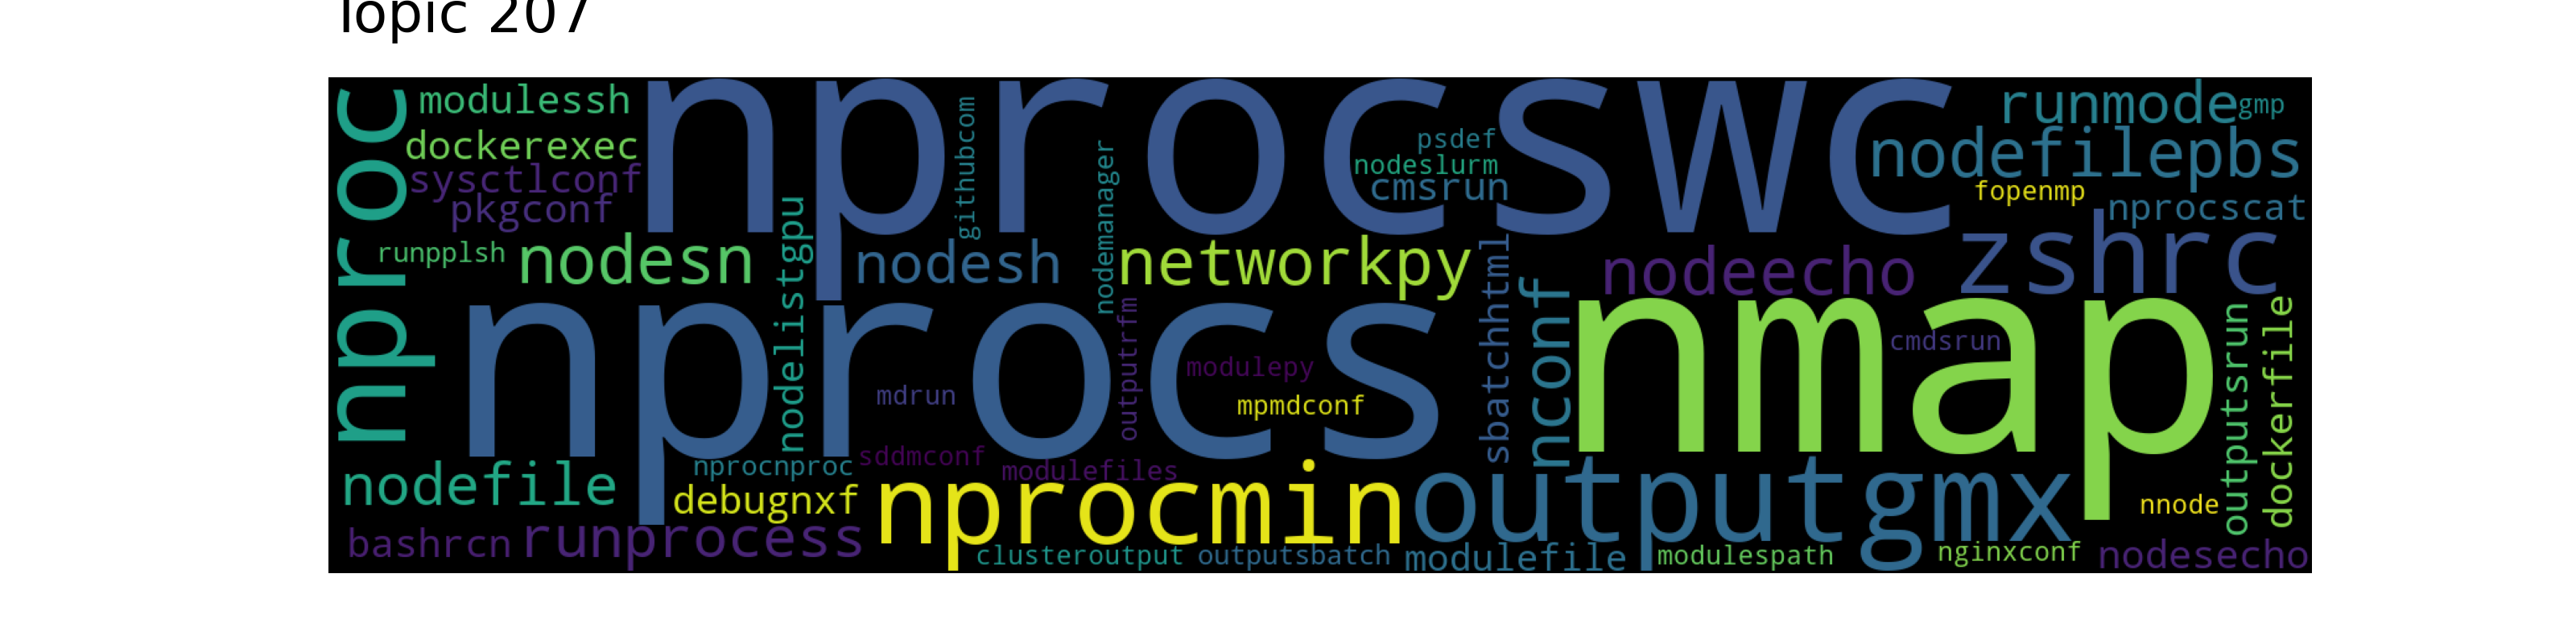 Topic 207
nproc
modulessh
dockerexec
sysctlconf
pkgconf
nprocswc
githubcom
nodemanager
psdef
nodeslurm
cmsrun
runmode
gmp
nodefilepbs
fopenmp
nprocscat
runpplsh
nodesn
nodelistgpu
nodesh
networkpy
sbatchhtml
nconf
nodeecho
zshrc
nprocs
mdrun
outputrfm
modulepy
mpmdconf
nmap
cmdsrun
outputsrun
dockerfile
nodefile
nprocnproc
sddmconf
modulefiles
debugnxf
nprocmin
outputgmx
nnode
bashrcn
runprocess
clusteroutput
outputsbatch
modulefile
modulespath
nginxconf
nodesecho